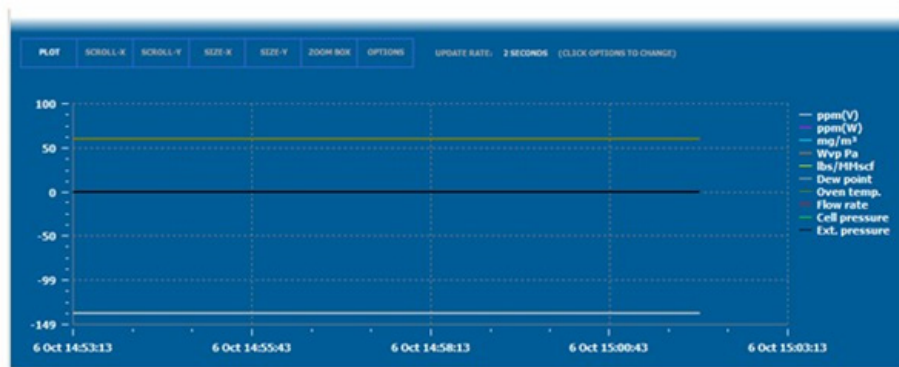 PLOT SCROLL-X SCROLL-Y SIZE-X SIZE-Y ZOOM BOX OPTIONS UPDATE RATE: 2 SECONDS (CLICK OPTIONS TO CHANGE)
100
50
0
-50
-99
-149
6 Oct 14:53:13 6 Oct 14:55:43 6 Oct 14:58:13 6 Oct 15:00:43 6 Oct 15:03:13
ppm(V)
ppm(W)
mg/m³
Wvp Pa
lbs/MMscf
Dew point
Oven temp.
Flow rate
Cell pressure
Ext. pressure